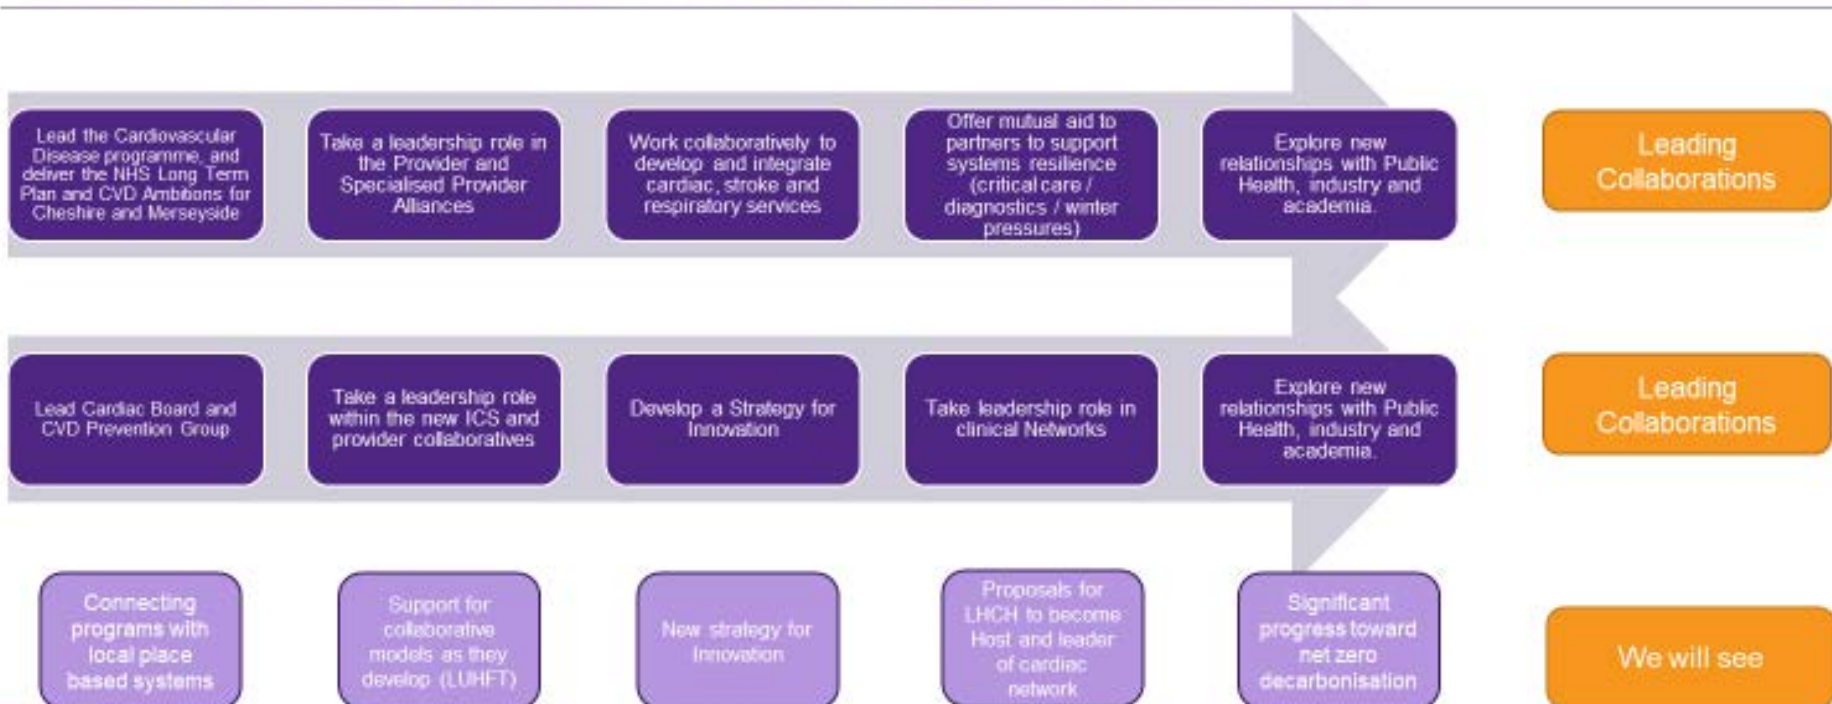 Lead the Cardiovascular
Disease programme, and
deliver the NHS Long Term
Plan and CVD Ambitions for
Cheshire and Merseyside
Take a leadership role in
the Provider and
Specialised Provider
Alliances
Work collaboratively to
develop and integrate
cardiac, stroke and
respiratory services
Offer mutual aid to
partners to support
systems resilience
(critical care /
diagnostics / winter
pressures)
Explore new
relationships with Public
Health, industry and
academia.
Leading
Collaborations
Lead Cardiac Board and
CVD Prevention Group
Take a leadership role
within the new ICS and
provider collaboratives
Develop a Strategy for
Innovation
Take leadership role in
clinical Networks
Explore new
relationships with Public
Health, industry and
academia.
Leading
Collaborations
Connecting
programs with
local place
based systems
Support for
collaborative
models as they
develop (LUHFT)
New strategy for
Innovation
Proposals for
LHCH to become
Host and leader
of cardiac
network
Significant
progress toward
net zero
decarbonisation
We will see